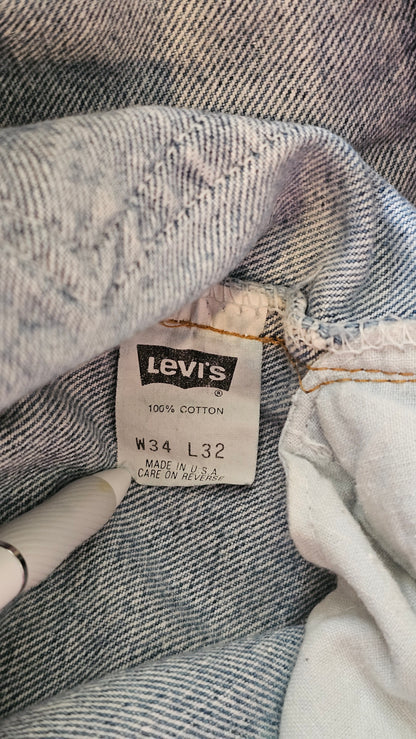 Levi's
®
100% COTTON
W34 L32
MADE IN U.S.A
CARE ON REVERSE